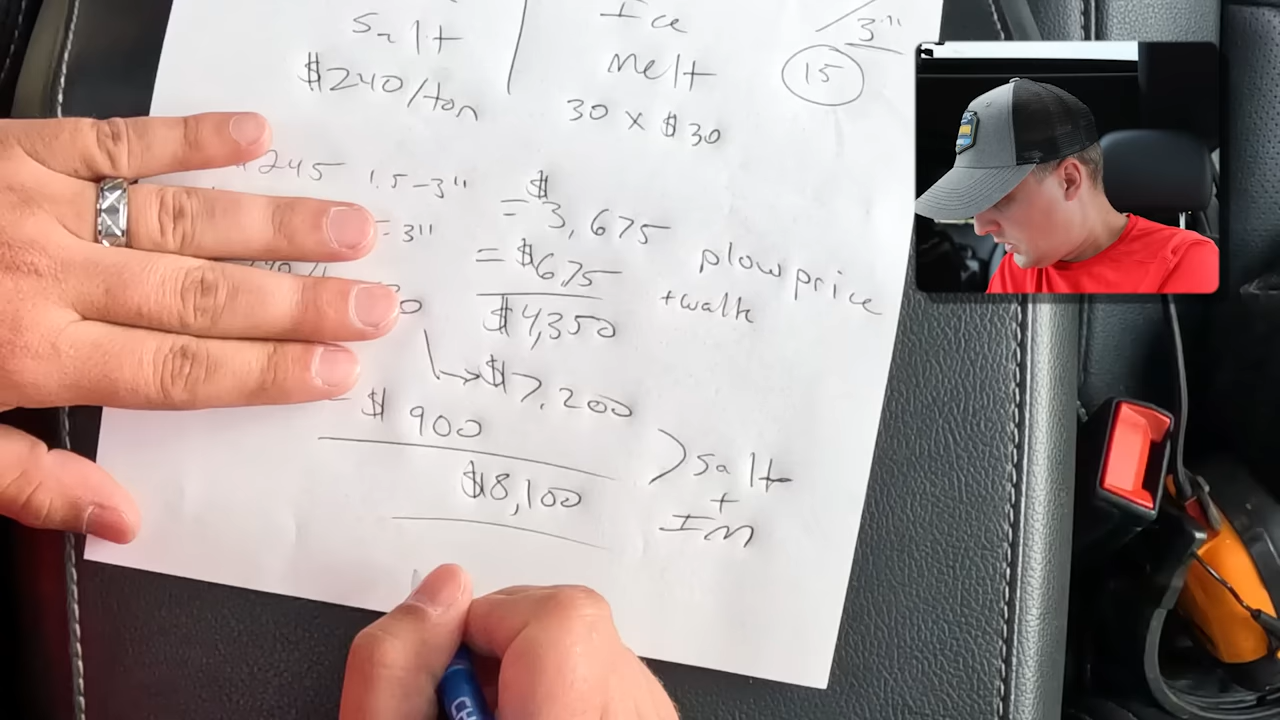 Salt
$240/ton
Ice
melt
30 x $30
3"
15
245 1.5-3" = $3,675
= 3" = $675
plow price
+walk
$4,350
$7,200
$900
$8,100
Salt
+
IM
CH